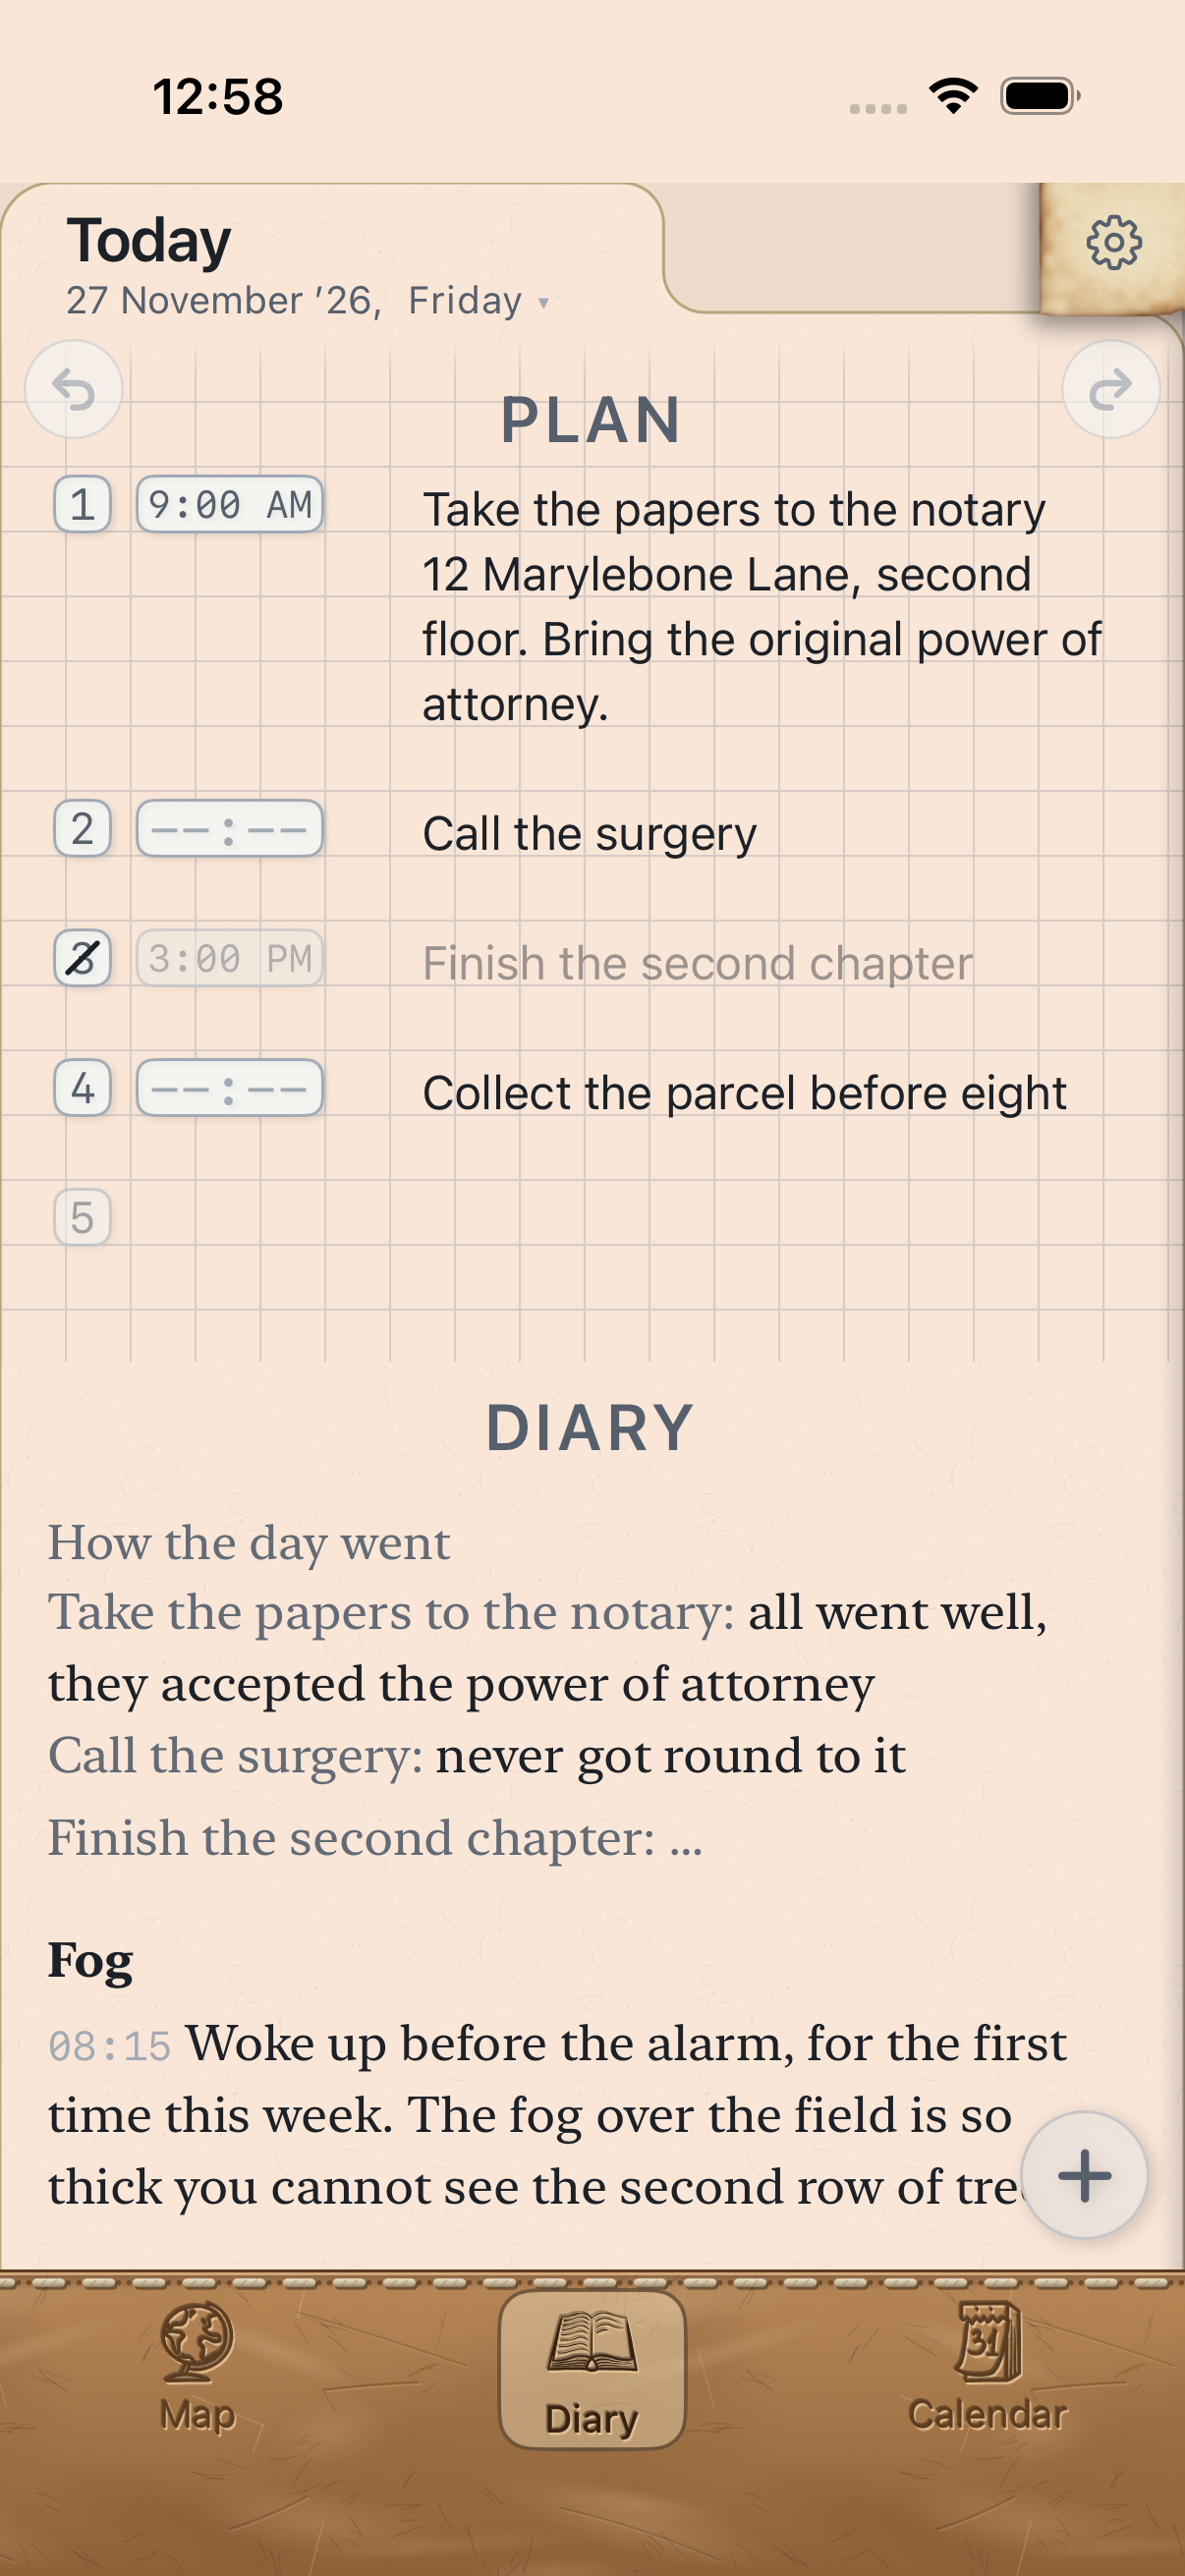 12:58
Today
27 November ’26, Friday
PLAN
1 9:00 AM Take the papers to the notary
12 Marylebone Lane, second
floor. Bring the original power of
attorney.
2 --:-- Call the surgery
3 3:00 PM Finish the second chapter
4 --:-- Collect the parcel before eight
5
DIARY
How the day went
Take the papers to the notary: all went well,
they accepted the power of attorney
Call the surgery: never got round to it
Finish the second chapter: ...
Fog
08:15 Woke up before the alarm, for the first
time this week. The fog over the field is so
thick you cannot see the second row of
31
Map Diary Calendar